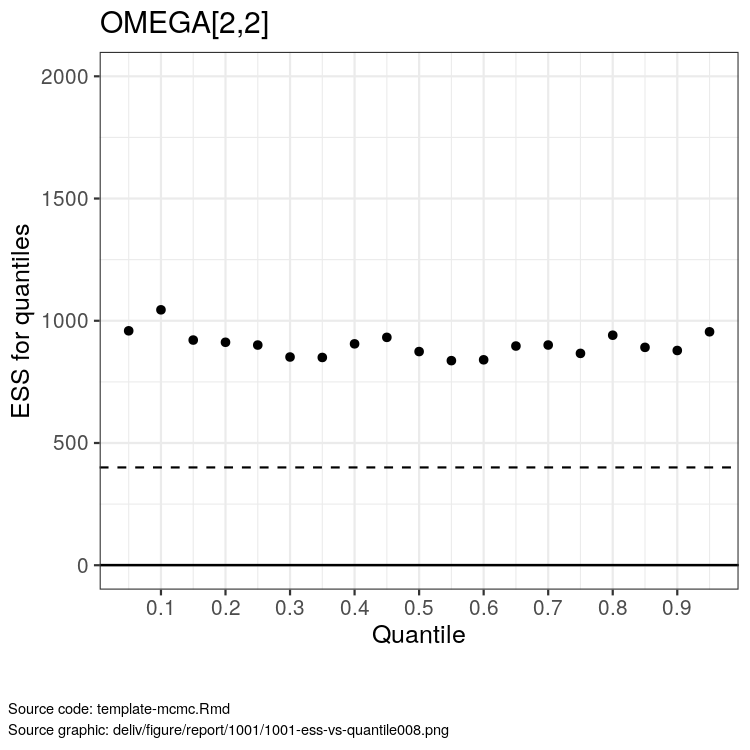 OMEGA[2,2]
2000
1500
1000
500
0
ESS for quantiles
0.1 0.2 0.3 0.4 0.5 0.6 0.7 0.8 0.9
Quantile
Source code: template-mcmc.Rmd
Source graphic: deliv/figure/report/1001/1001-ess-vs-quantile008.png